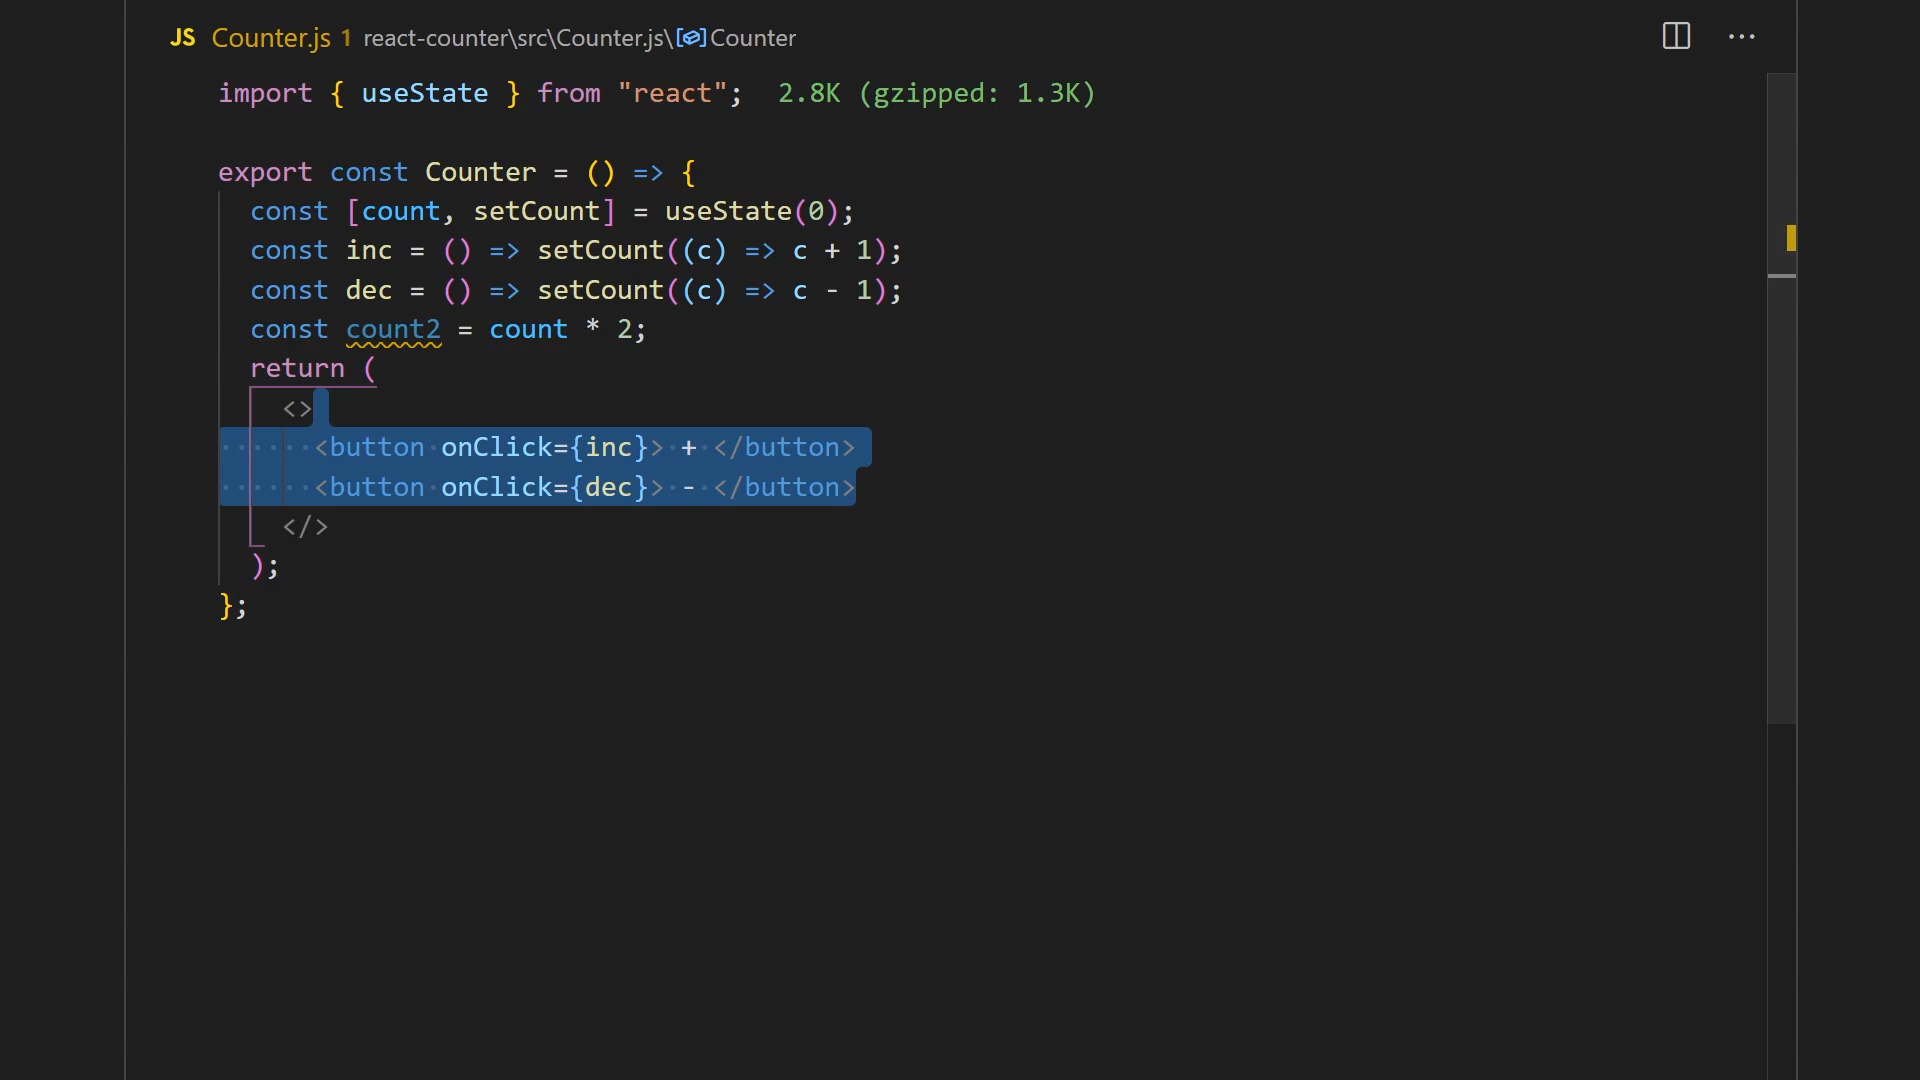 JS Counter.js 1 react-counter\src\Counter.js\Counter
import { useState } from "react"; 2.8K (gzipped: 1.3K)
export const Counter = () => {
  const [count, setCount] = useState(0);
  const inc = () => setCount((c) => c + 1);
  const dec = () => setCount((c) => c - 1);
  const count2 = count * 2;
  return (
    <>
      <button onClick={inc}> + </button>
      <button onClick={dec}> - </button>
    </>
  );
};